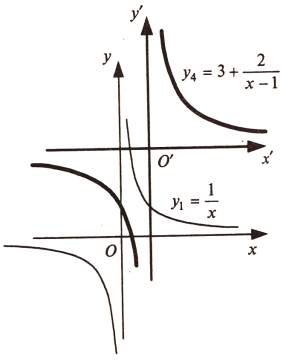 y'
y
y₄ = 3 + 2/(x−1)
O'
x'
y₁ = 1/x
O
x